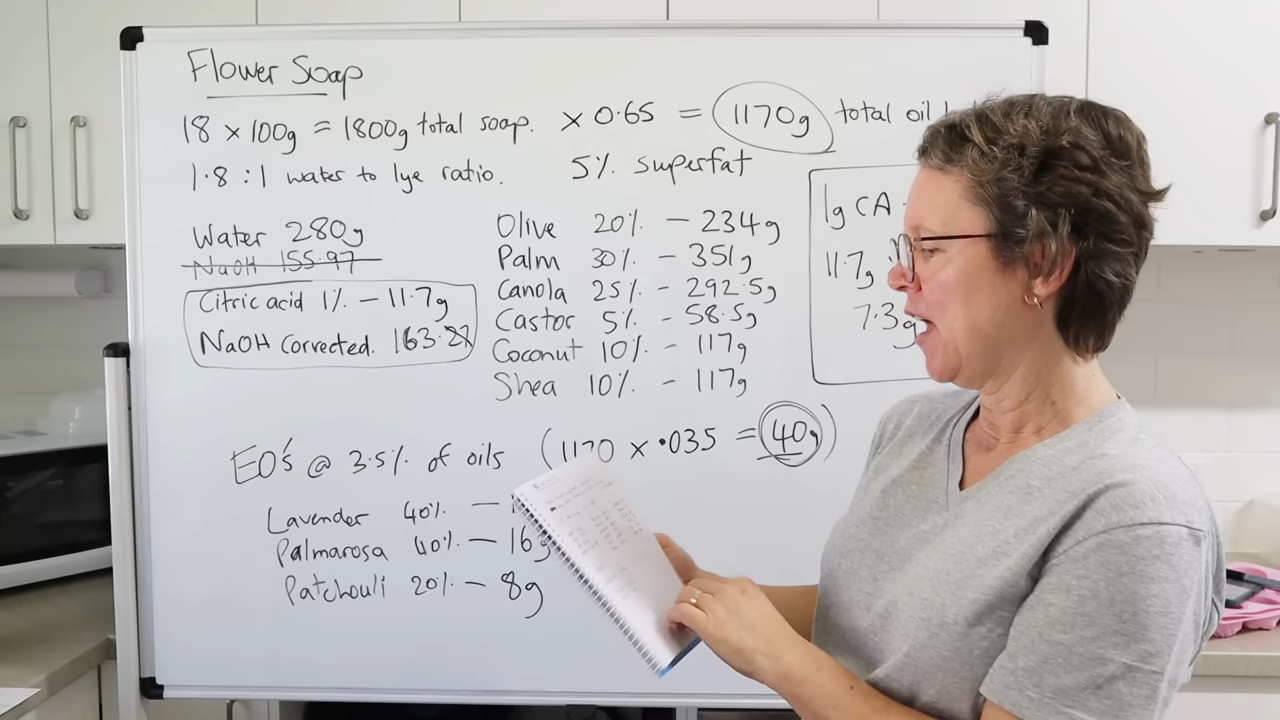 Flower Soap
18 x 100g = 1800g total soap. x 0.65 = 1170g total oil
1.8 : 1 water to lye ratio. 5% superfat
Water 280g
NaOH 155.97
Citric acid 1% - 11.7g
NaOH Corrected. 163.27
Olive 20% - 234g
Palm 30% - 351g
Canola 25% - 292.5g
Castor 5% - 58.5g
Coconut 10% - 117g
Shea 10% - 117g
1g CA
11.7g
7.3g
EO's @ 3.5% of oils (1170 x .035 = 40g)
Lavender 40% -
Palmarosa 40% - 16g
Patchouli 20% - 8g